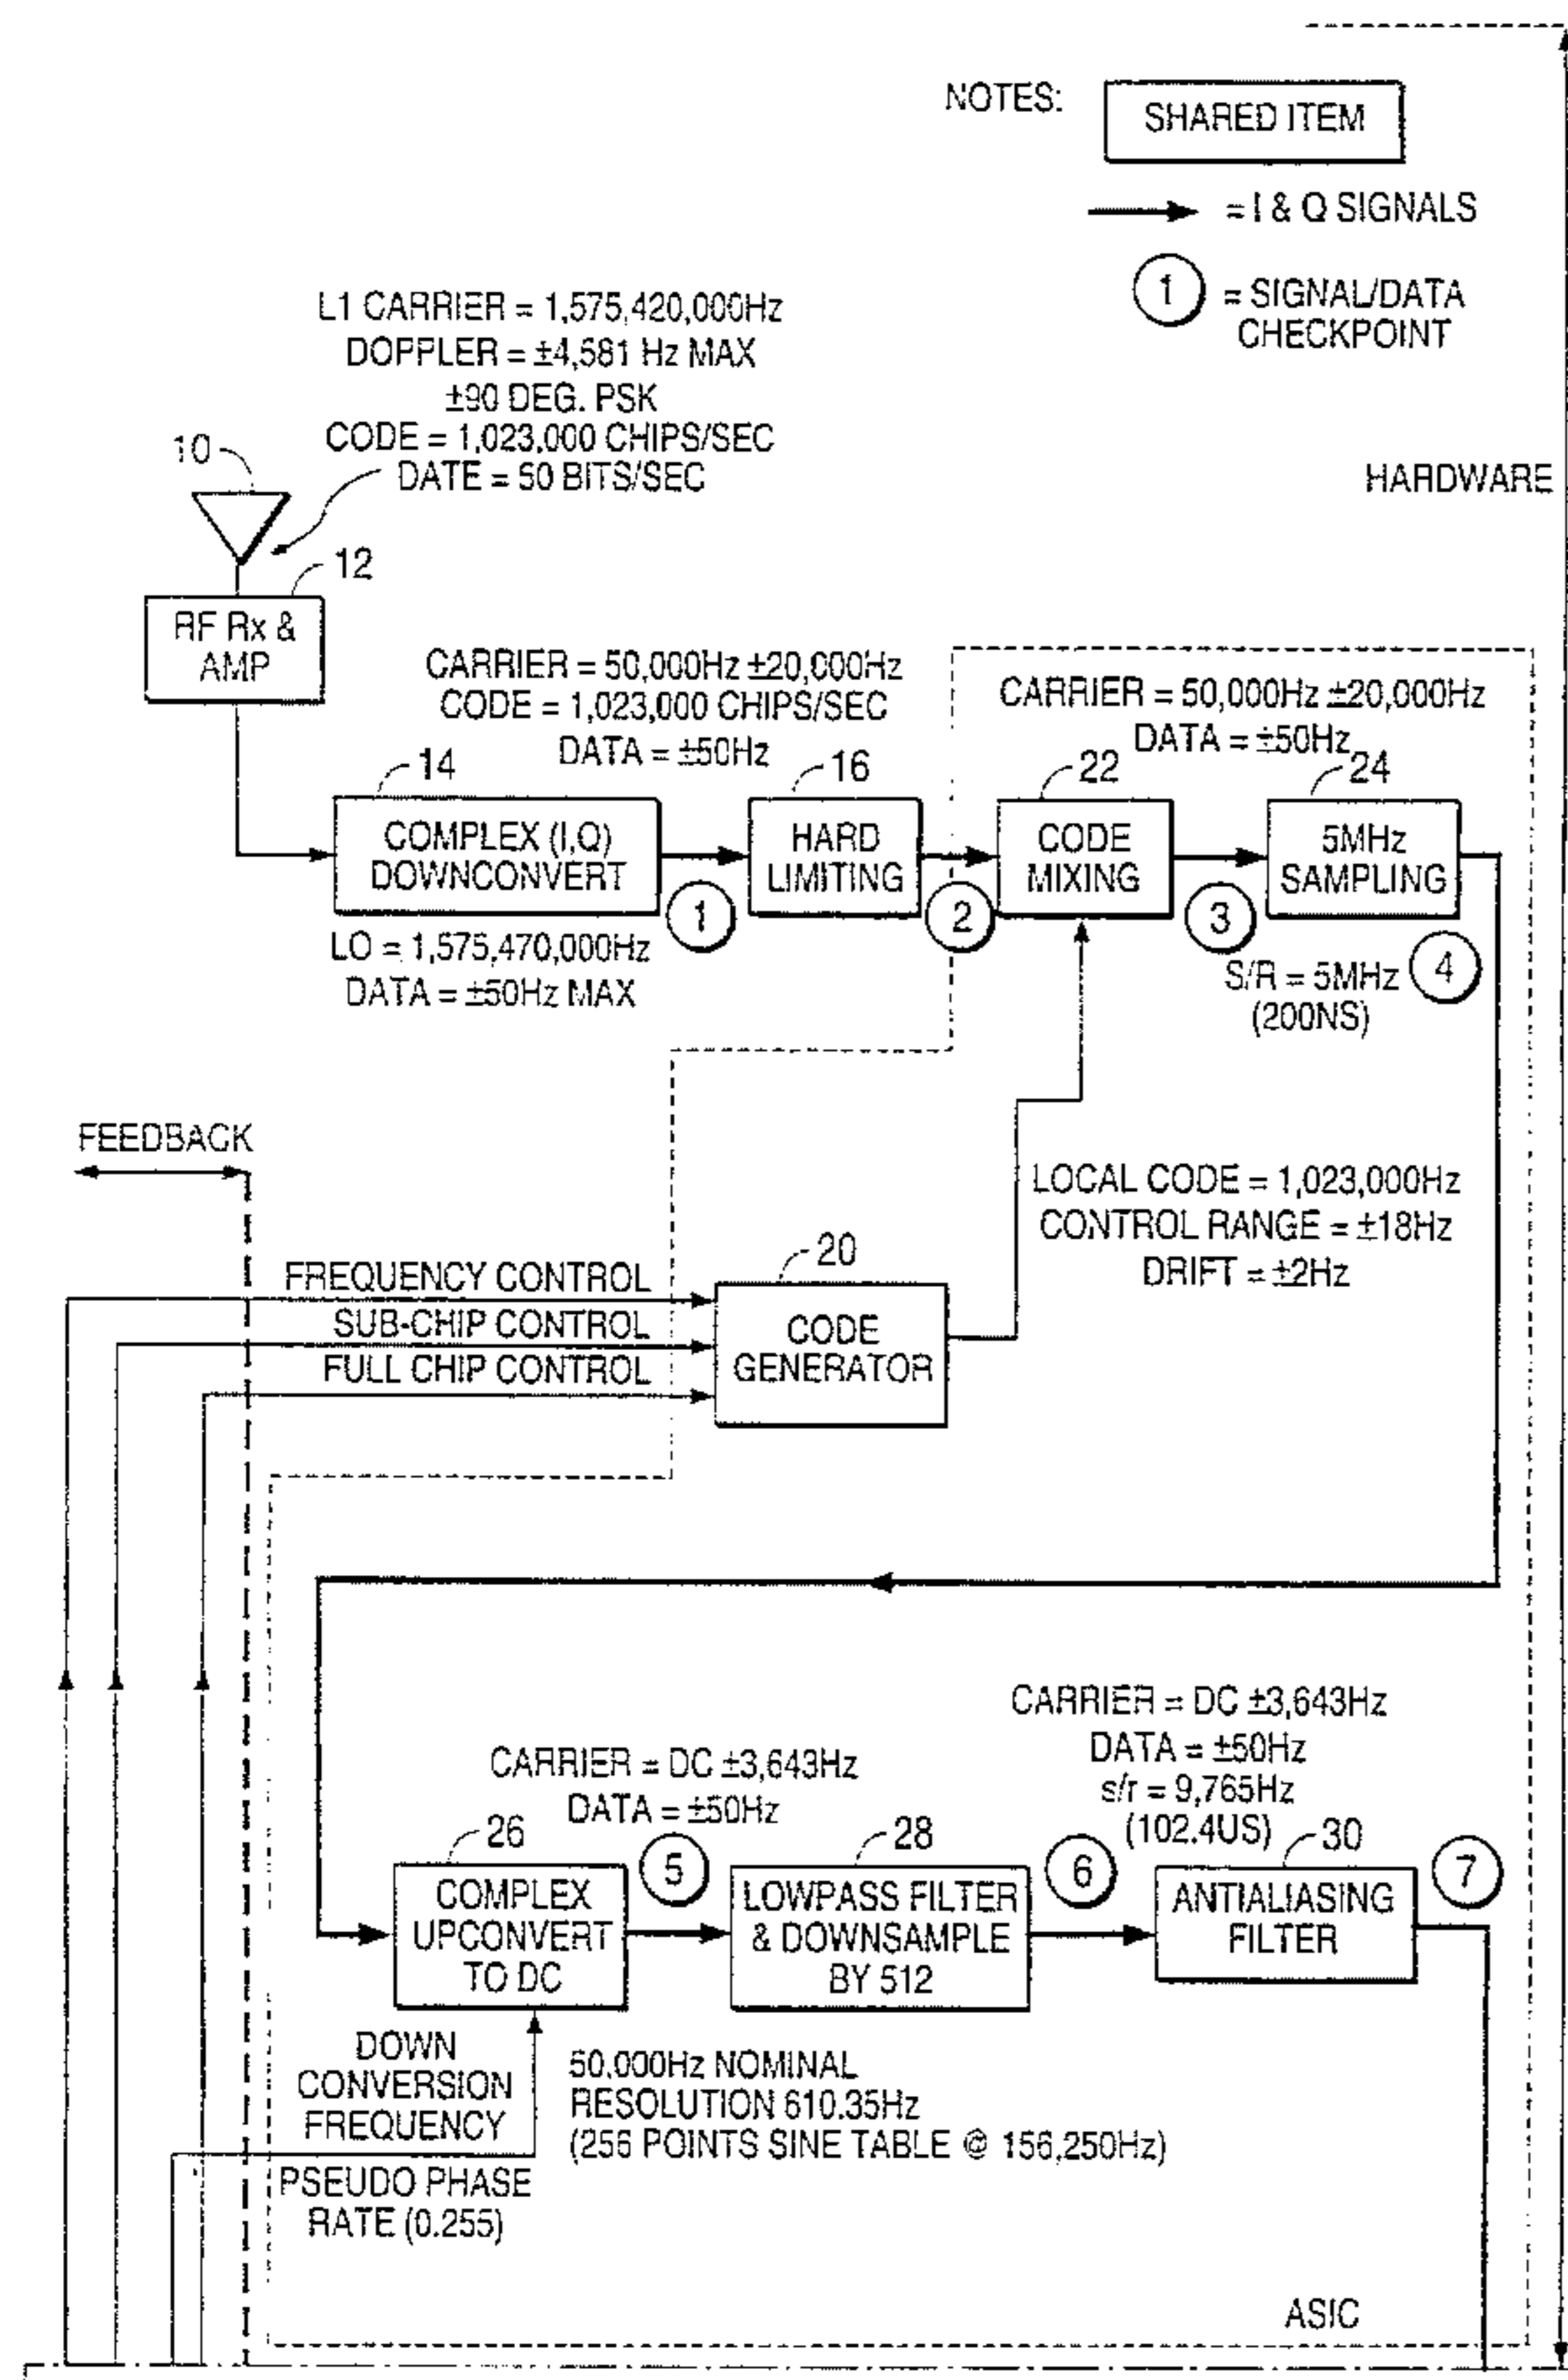 NOTES:
SHARED ITEM
= I & Q SIGNALS
1
= SIGNAL/DATA
CHECKPOINT
L1 CARRIER = 1,575,420,000Hz
DOPPLER = ±4,581 Hz MAX
±90 DEG. PSK
CODE = 1,023,000 CHIPS/SEC
DATE = 50 BITS/SEC
10
HARDWARE
12
RF Rx &
AMP
CARRIER = 50,000Hz ±20,000Hz
CODE = 1,023,000 CHIPS/SEC
DATA = ±50Hz
CARRIER = 50,000Hz ±20,000Hz
DATA = ±50Hz
14
16
22
24
COMPLEX (I,Q)
DOWNCONVERT
HARD
LIMITING
CODE
MIXING
5MHz
SAMPLING
1
2
3
4
LO = 1,575,470,000Hz
DATA = ±50Hz MAX
S/R = 5MHz
(200NS)
FEEDBACK
LOCAL CODE = 1,023,000Hz
CONTROL RANGE = ±18Hz
DRIFT = ±2Hz
20
FREQUENCY CONTROL
SUB-CHIP CONTROL
FULL CHIP CONTROL
CODE
GENERATOR
CARRIER = DC ±3,643Hz
DATA = ±50Hz
s/r = 9,765Hz
(102.4US)
CARRIER = DC ±3,643Hz
DATA = ±50Hz
26
5
28
6
30
7
COMPLEX
UPCONVERT
TO DC
LOWPASS FILTER
& DOWNSAMPLE
BY 512
ANTIALIASING
FILTER
DOWN
CONVERSION
FREQUENCY
50,000Hz NOMINAL
RESOLUTION 610.35Hz
(256 POINTS SINE TABLE @ 156,250Hz)
PSEUDO PHASE
RATE (0.255)
ASIC